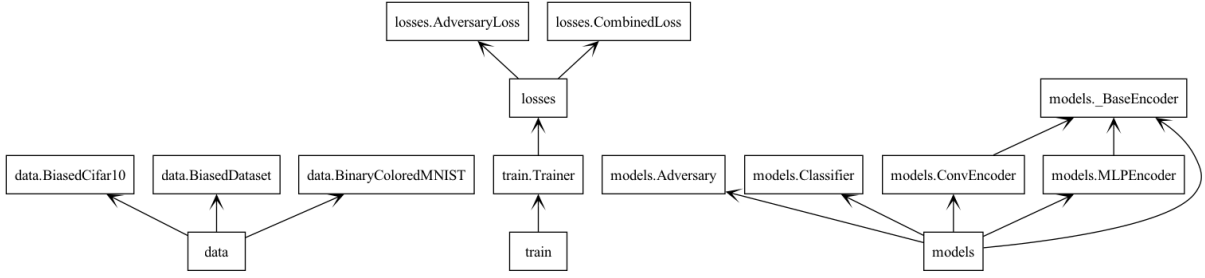 losses.AdversaryLoss
losses.CombinedLoss
losses
models._BaseEncoder
data.BiasedCifar10
data.BiasedDataset
data.BinaryColoredMNIST
train.Trainer
models.Adversary
models.Classifier
models.ConvEncoder
models.MLPEncoder
data
train
models